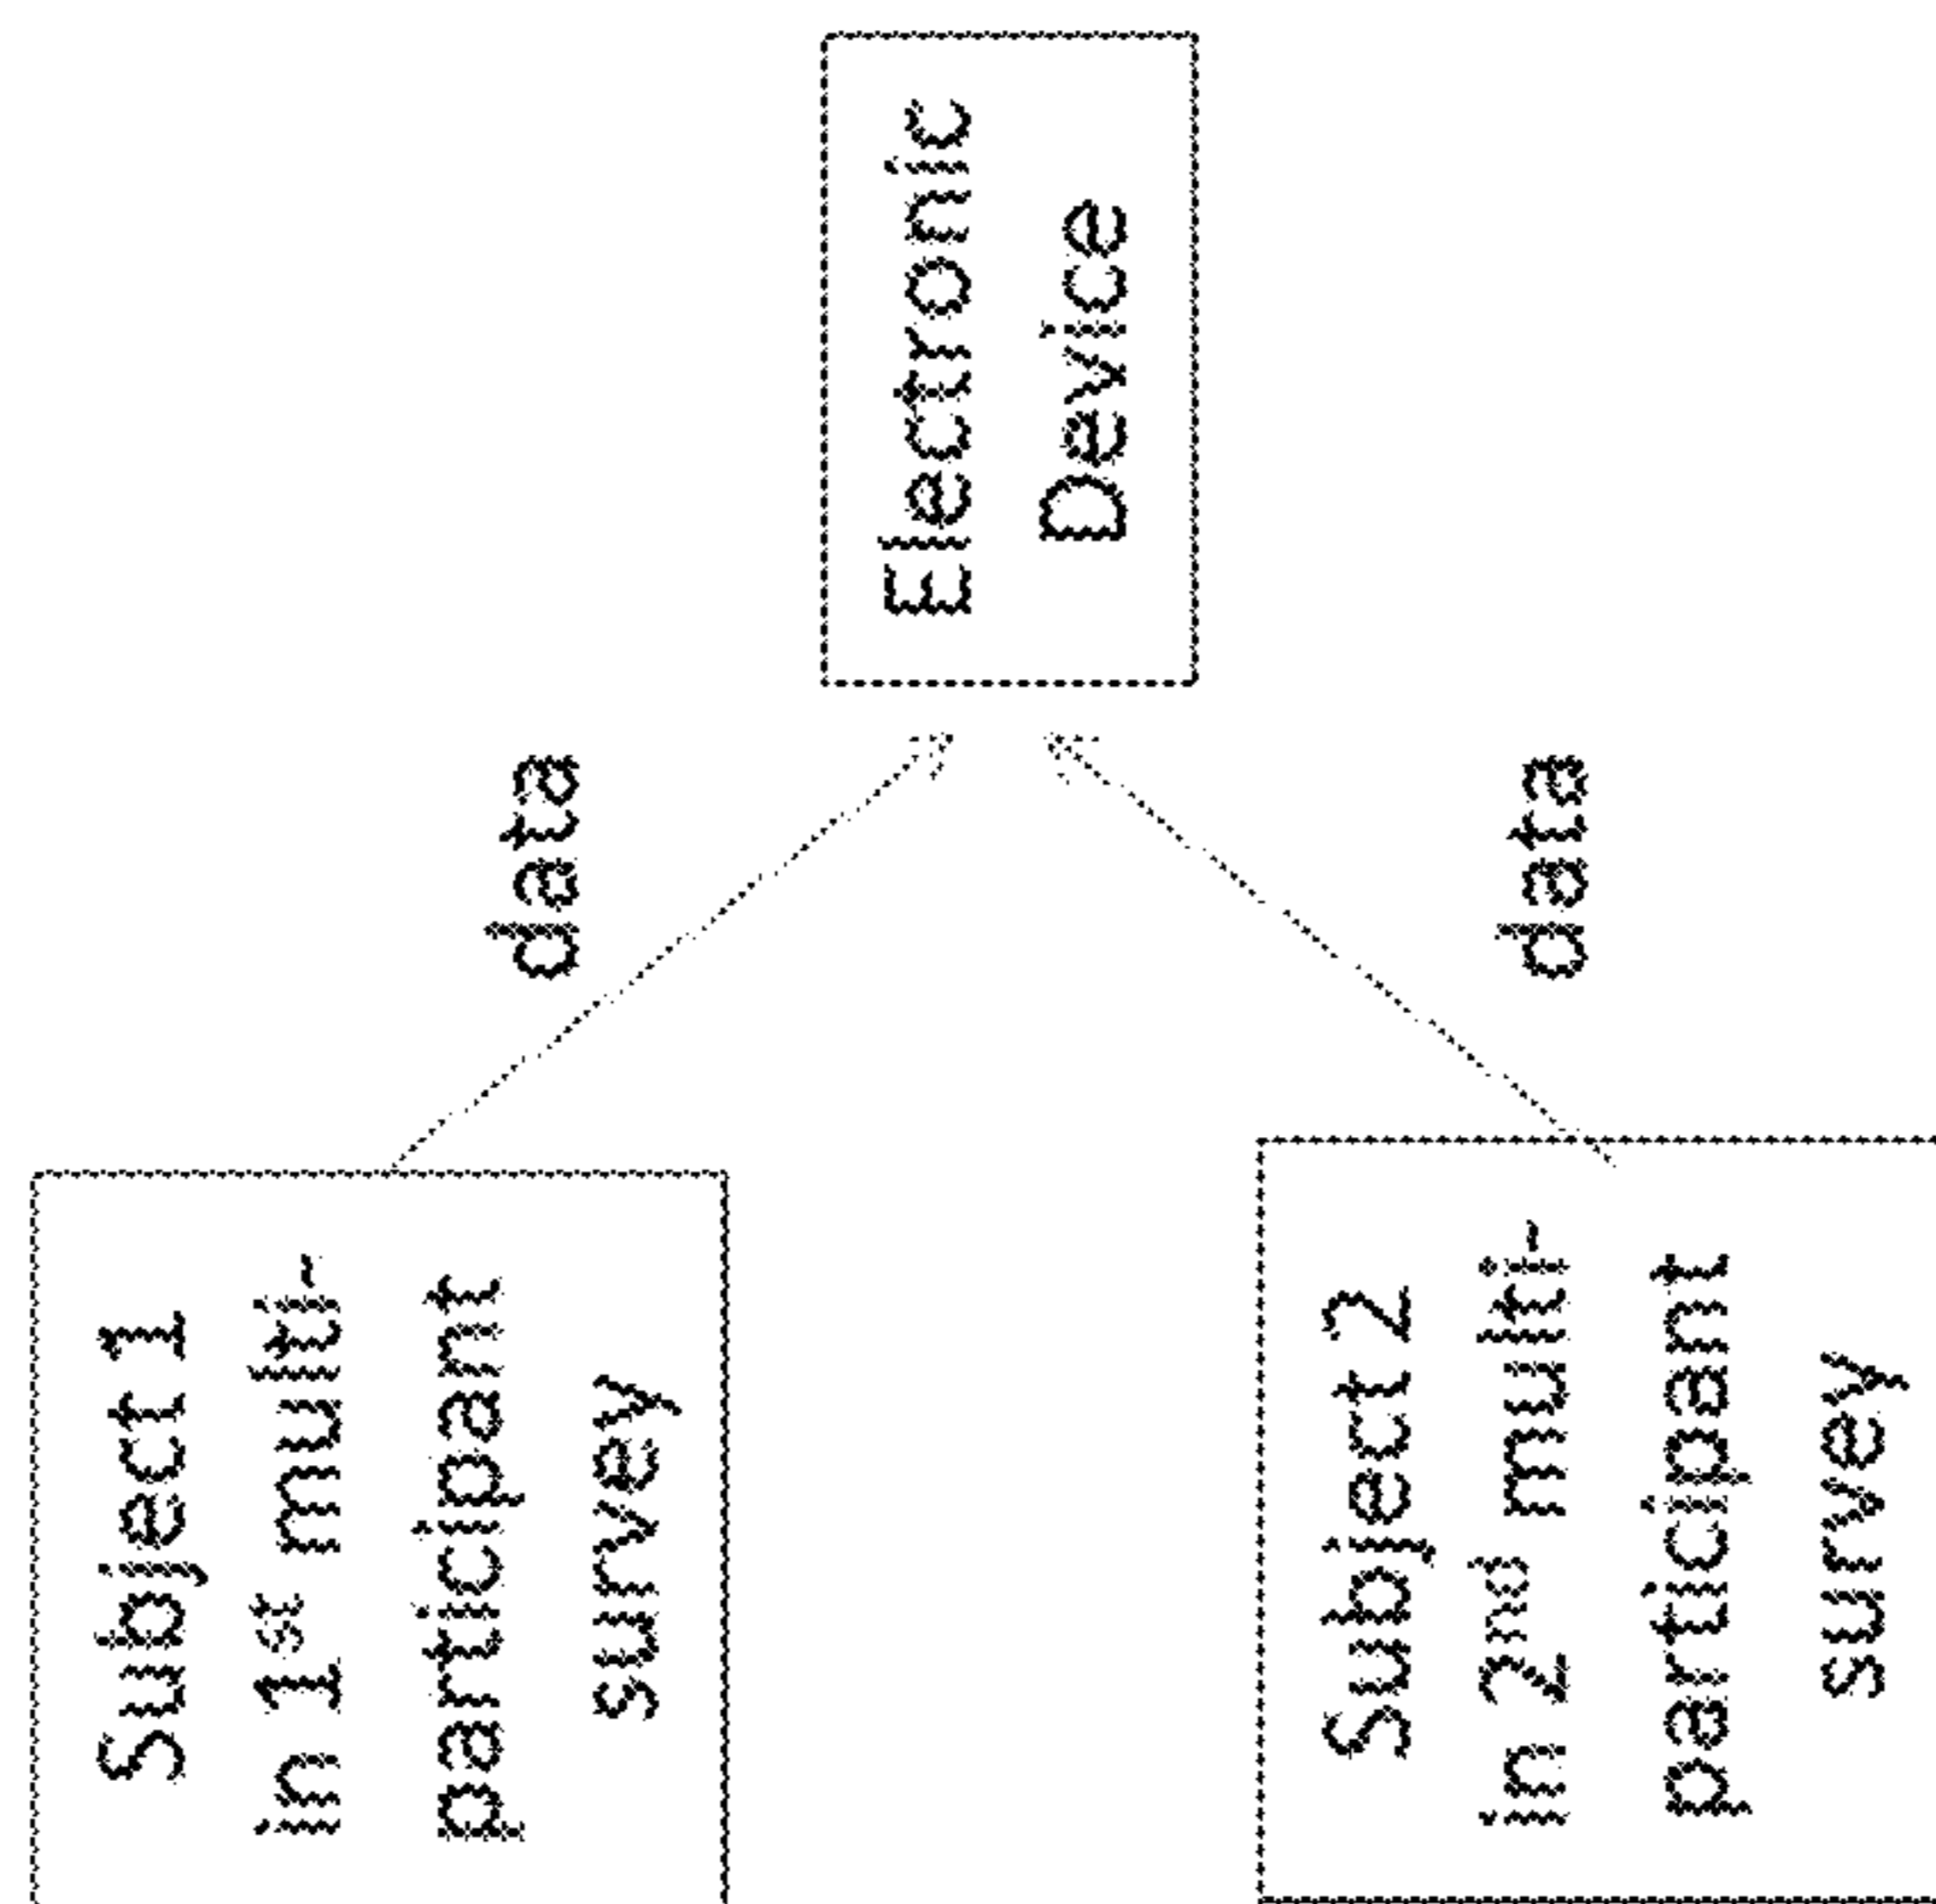 Subject 1
in 1st multi-
participant
survey
data
Electronic
Device
data
Subject 2
in 2nd multi-
participant
survey